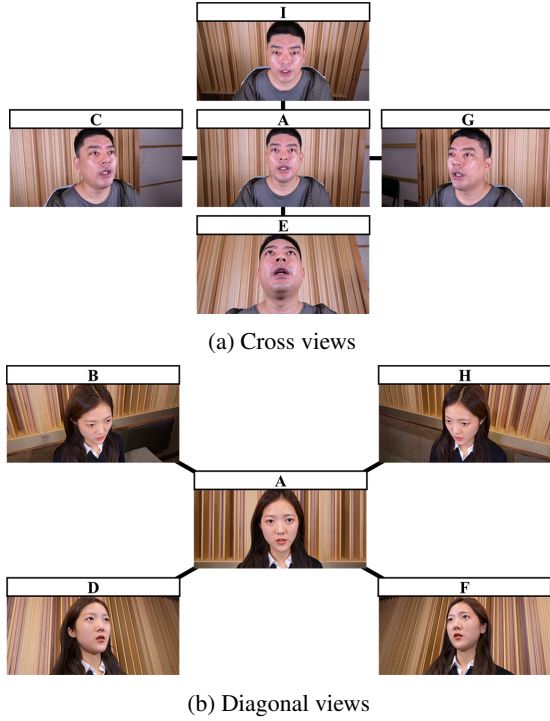 I
C A G
E
(a) Cross views
B H
A
D F
(b) Diagonal views